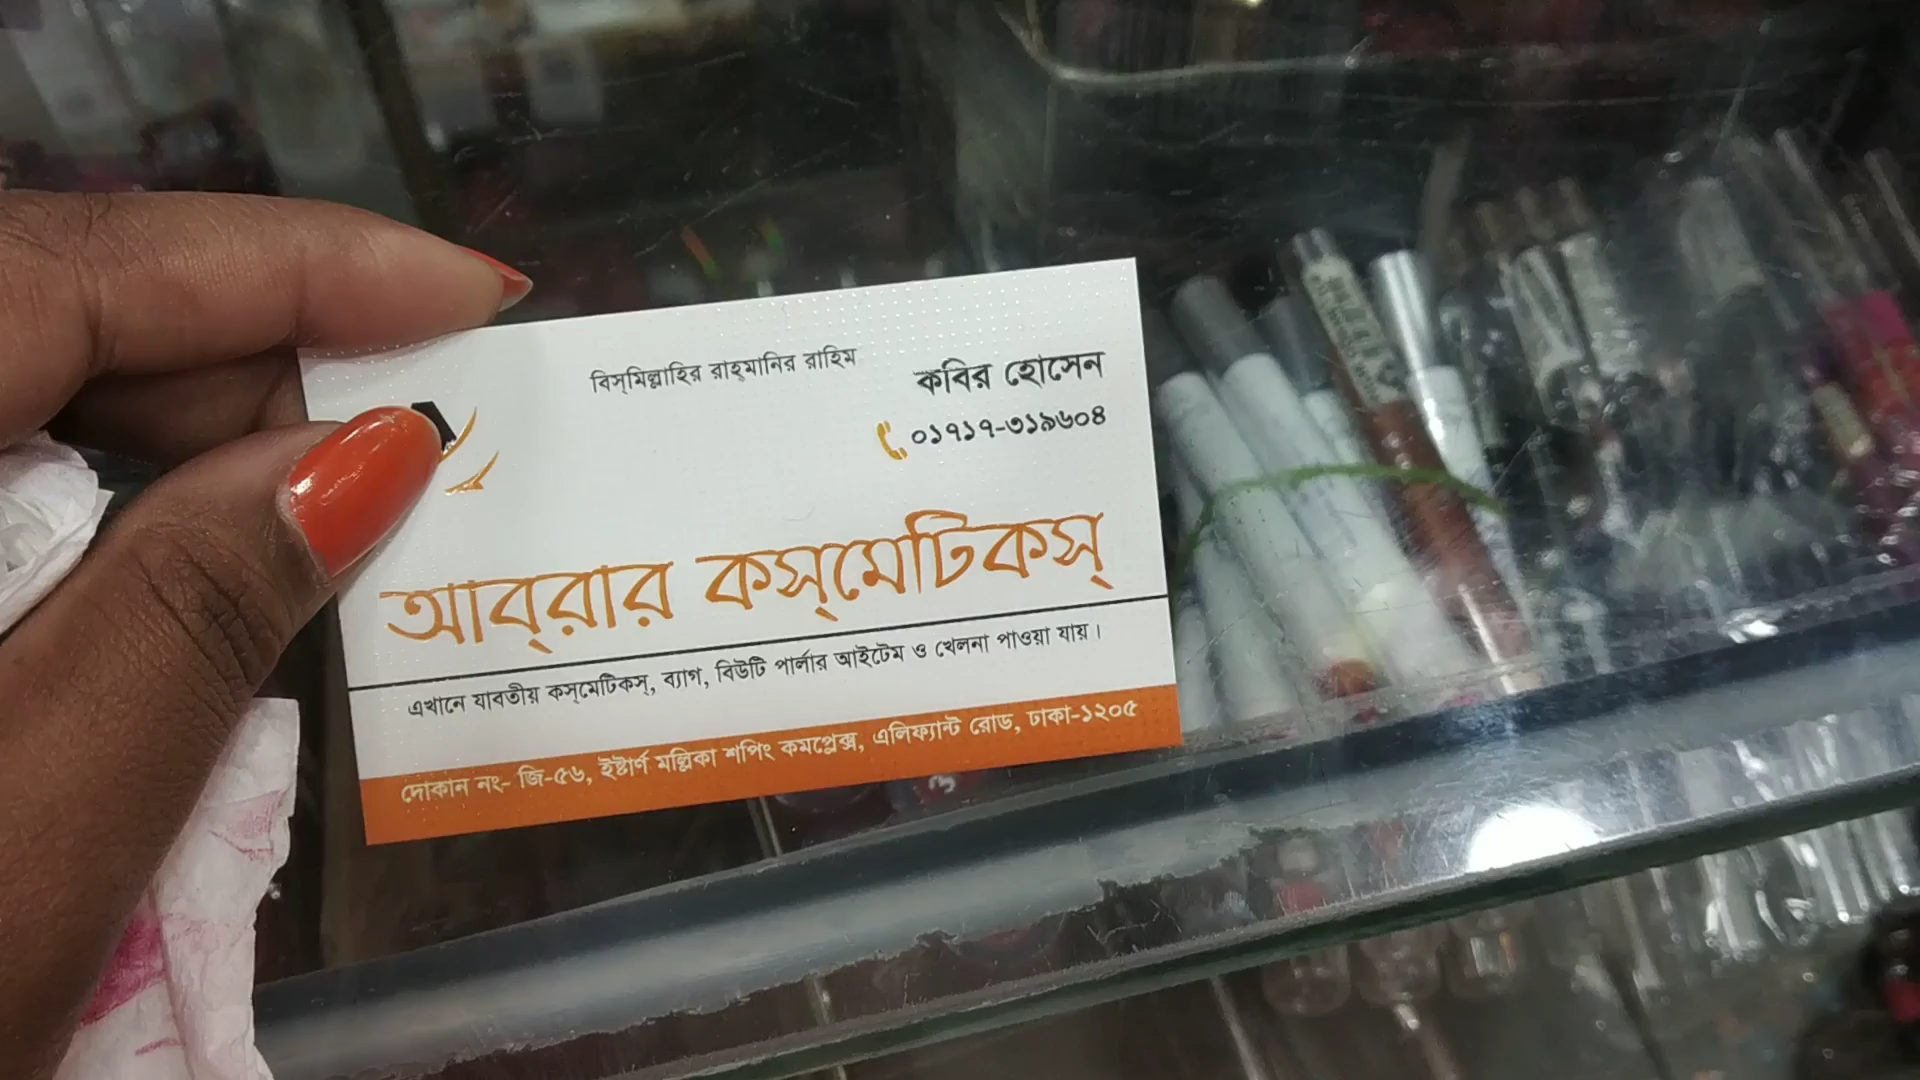 বিস্‌মিল্লাহির রাহ্‌মানির রাহিম
কবির হোসেন
০১৭১৭-৩১৯৬০৪
আব্‌রার কস্‌মেটিকস্‌
এখানে যাবতীয় কস্‌মেটিকস্‌, ব্যাগ, বিউটি পার্লার আইটেম ও খেলনা পাওয়া যায়।
দোকান নং- জি-৫৬, ইষ্টার্ণ মল্লিকা শপিং কমপ্লেক্স, এলিফ্যান্ট রোড, ঢাকা-১২০৫